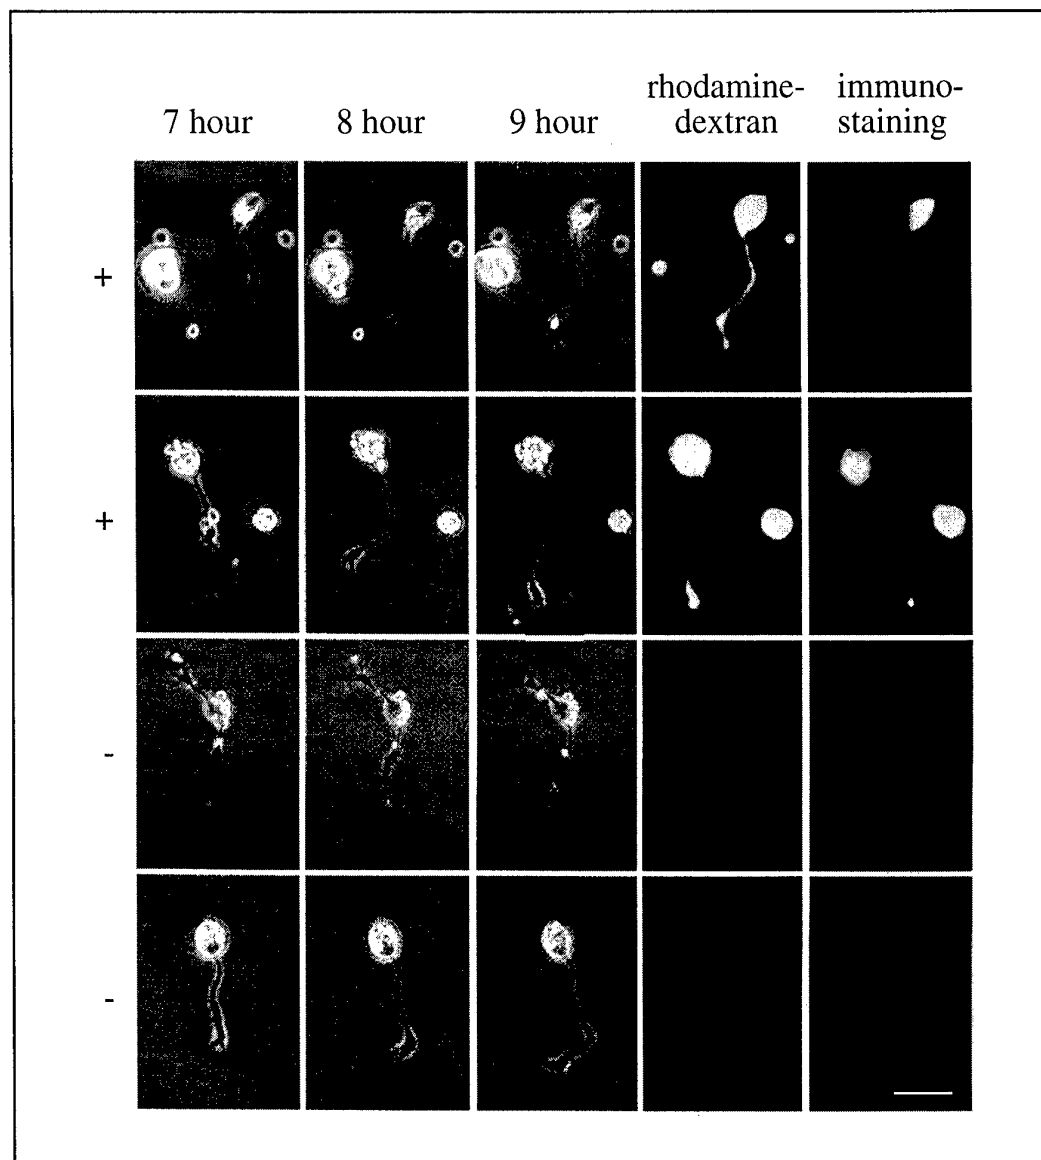 7 hour 8 hour 9 hour rhodamine-
dextran immuno-
staining
+
+
-
-